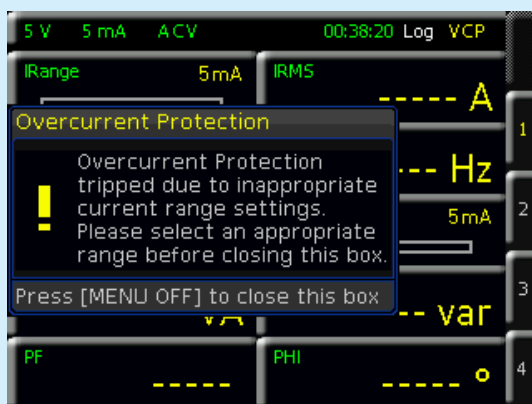 5 V 5 mA ACV 00:38:20 Log VCP
IRange 5mA
IRMS
----- A
Overcurrent Protection
Overcurrent Protection
tripped due to inappropriate
current range settings.
Please select an appropriate
range before closing this box.
!
Press [MENU OFF] to close this box
--- Hz
5mA
-- var
PF
-----
PHI
----- °
1
2
3
4